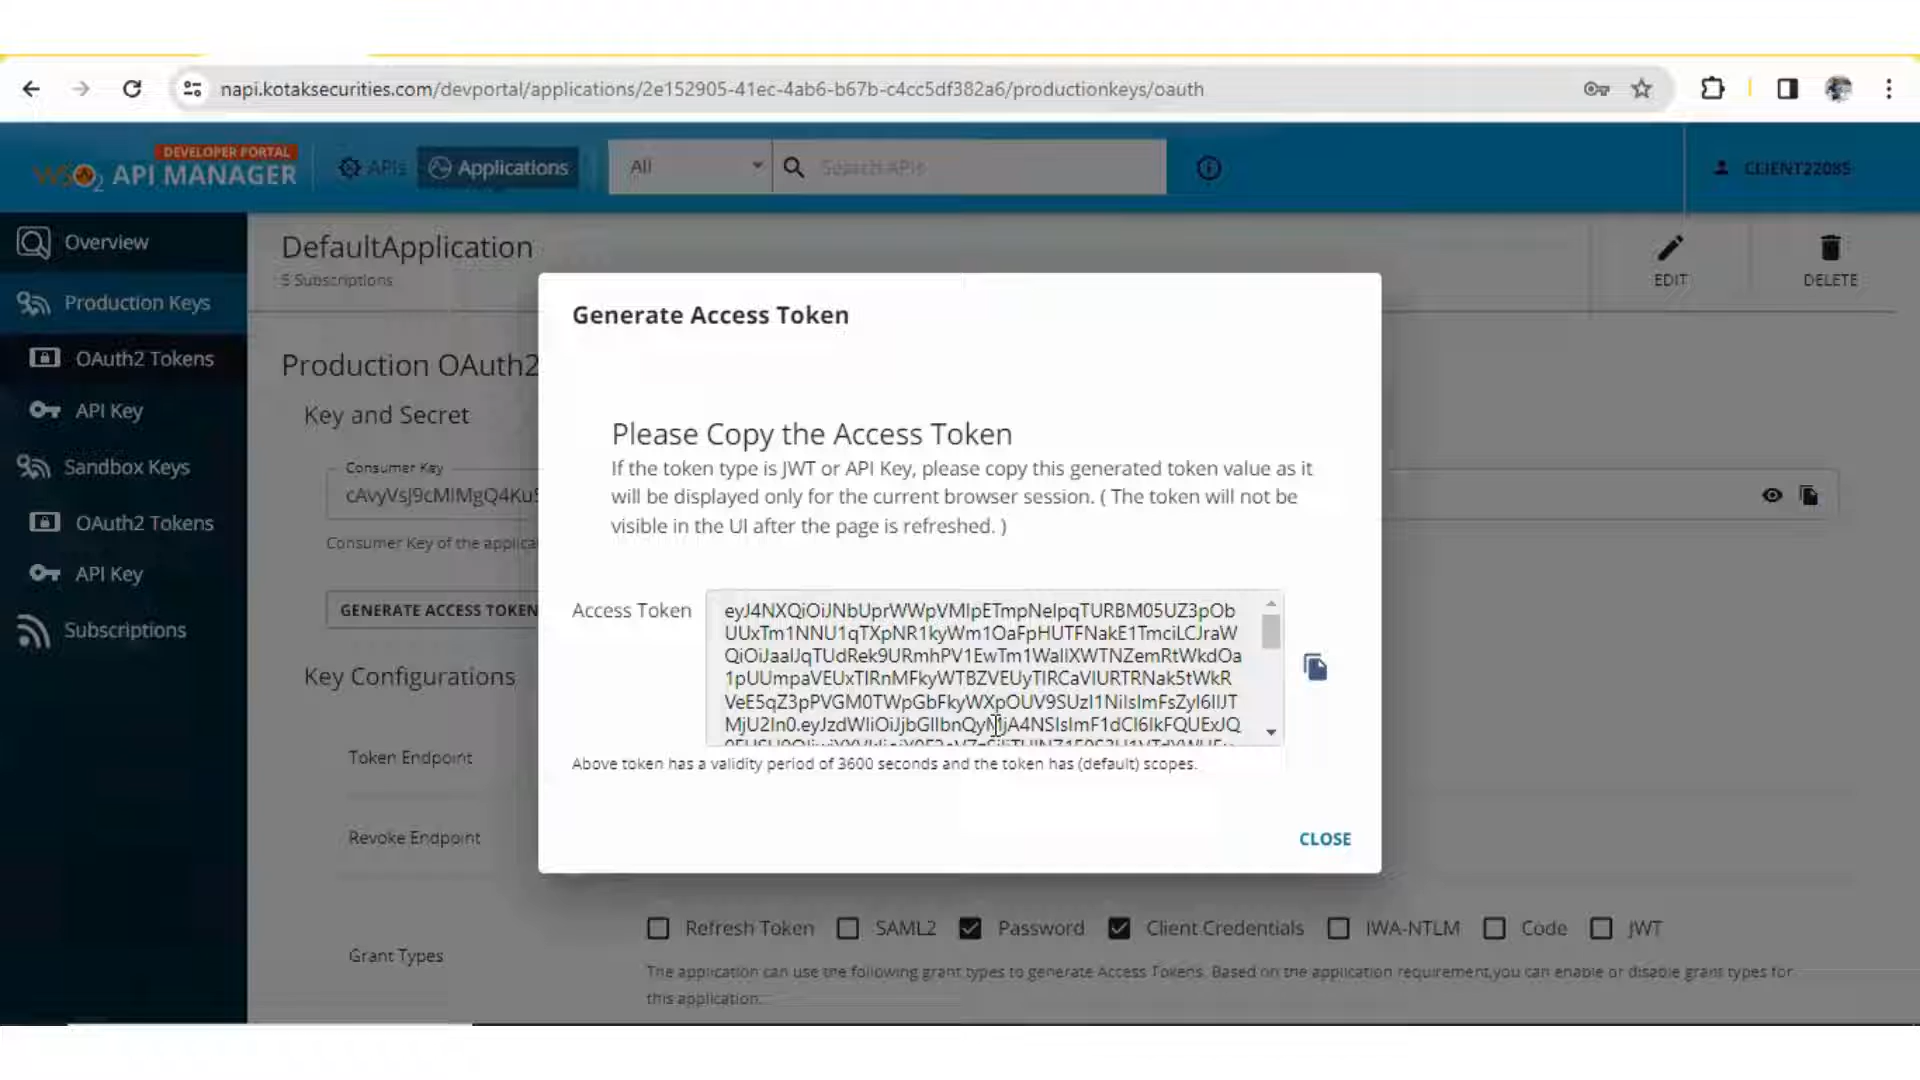 napi.kotaksecurities.com/devportal/applications/2e152905-41ec-4ab6-b67b-c4cc5df382a6/productionkeys/oauth
DEVELOPER PORTAL
WSO2 API MANAGER
APIs
Applications
All
Search APIs
CLIENT22085
Overview
Production Keys
OAuth2 Tokens
API Key
Sandbox Keys
OAuth2 Tokens
API Key
Subscriptions
DefaultApplication
5 Subscriptions
EDIT
DELETE
Production OAuth2
Key and Secret
Consumer Key
Consumer Key of the applica
GENERATE ACCESS TOKEN
Key Configurations
Token Endpoint
Revoke Endpoint
Grant Types
Generate Access Token
Please Copy the Access Token
If the token type is JWT or API Key, please copy this generated token value as it
will be displayed only for the current browser session. ( The token will not be
visible in the UI after the page is refreshed. )
Access Token
Above token has a validity period of 3600 seconds and the token has (default) scopes.
CLOSE
Refresh Token
SAML2
Password
Client Credentials
IWA-NTLM
Code
JWT
The application can use the following grant types to generate Access Tokens. Based on the application requirement,you can enable or disable grant types for
this application.